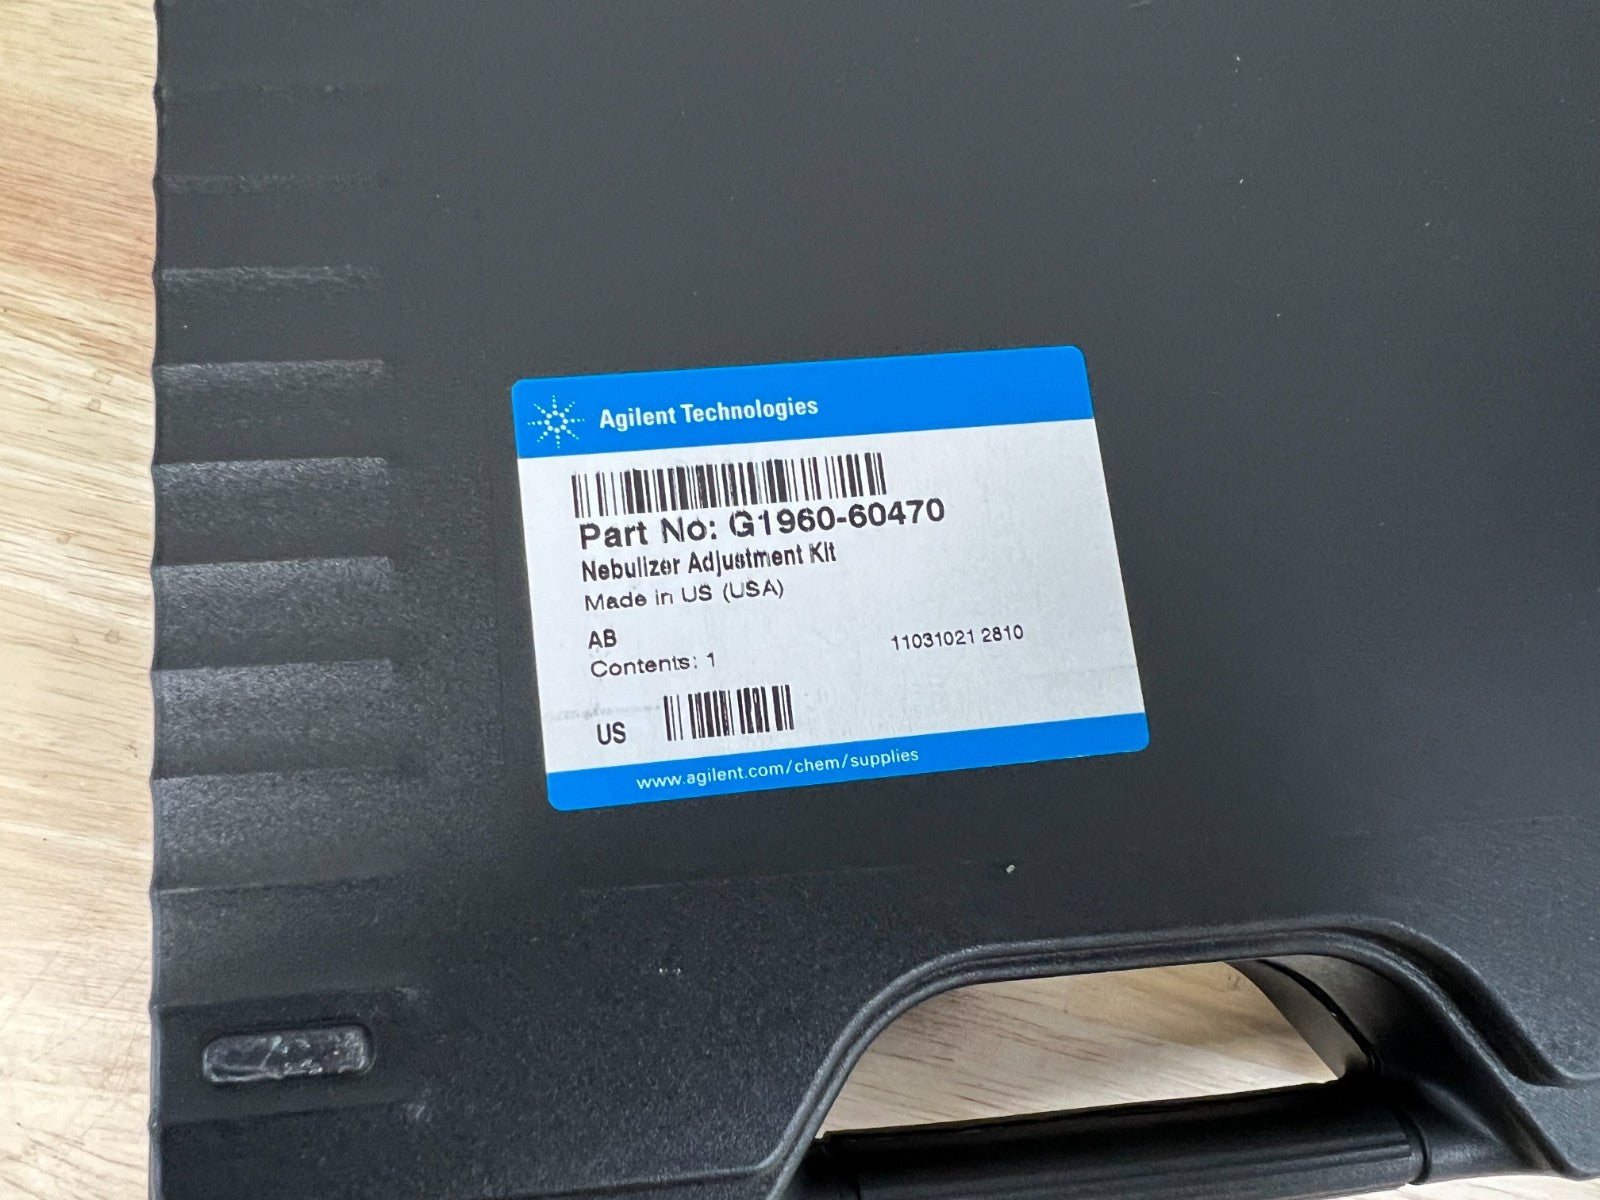 Agilent Technologies
Part No: G1960-60470
Nebulizer Adjustment Kit
Made in US (USA)
AB
11031021 2810
Contents: 1
US
www.agilent.com/chem/supplies